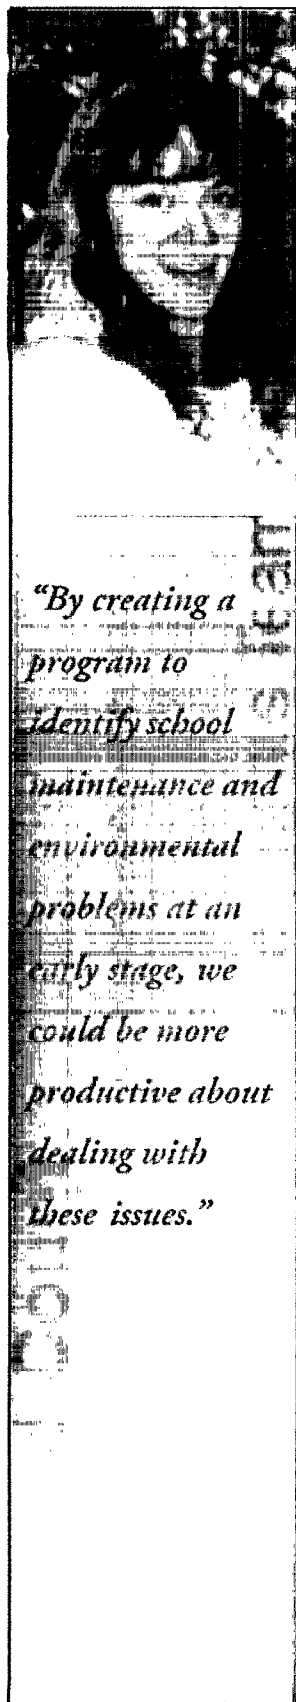 “By creating a
program to
identify school
maintenance and
environmental
problems at an
early stage, we
could be more
productive about
dealing with
these issues.”